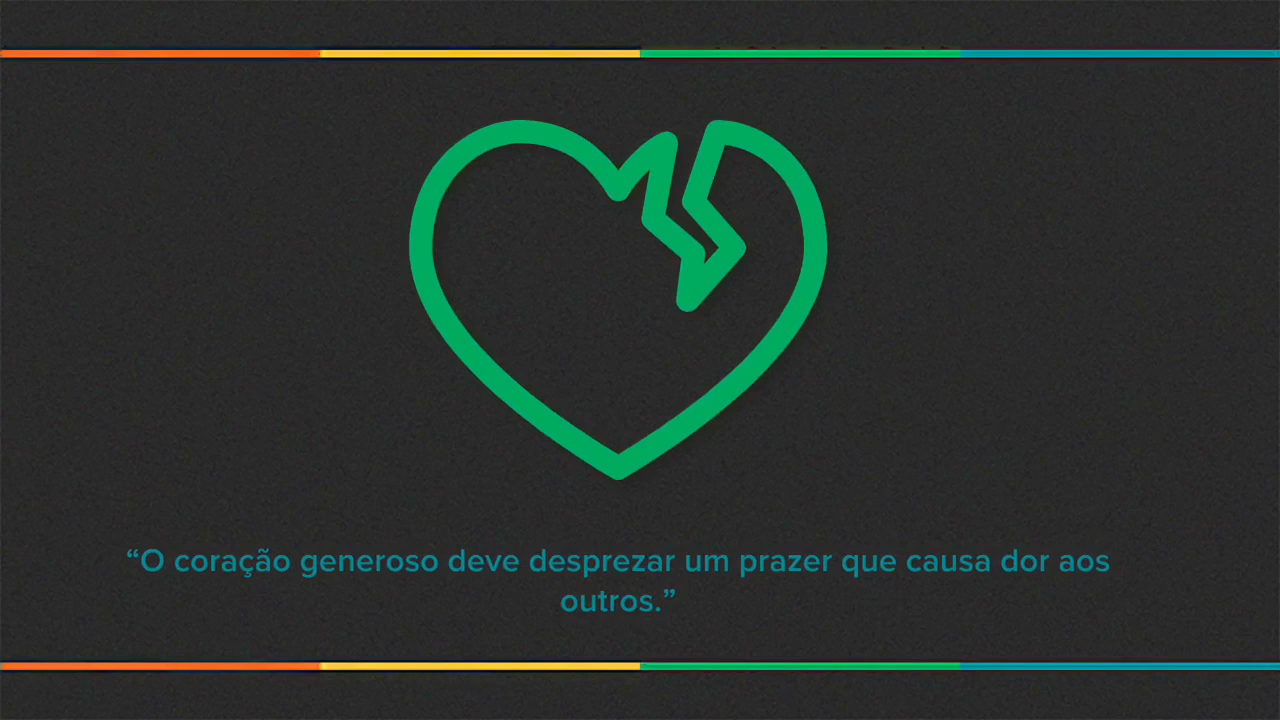 “O coração generoso deve desprezar um prazer que causa dor aos
outros.”